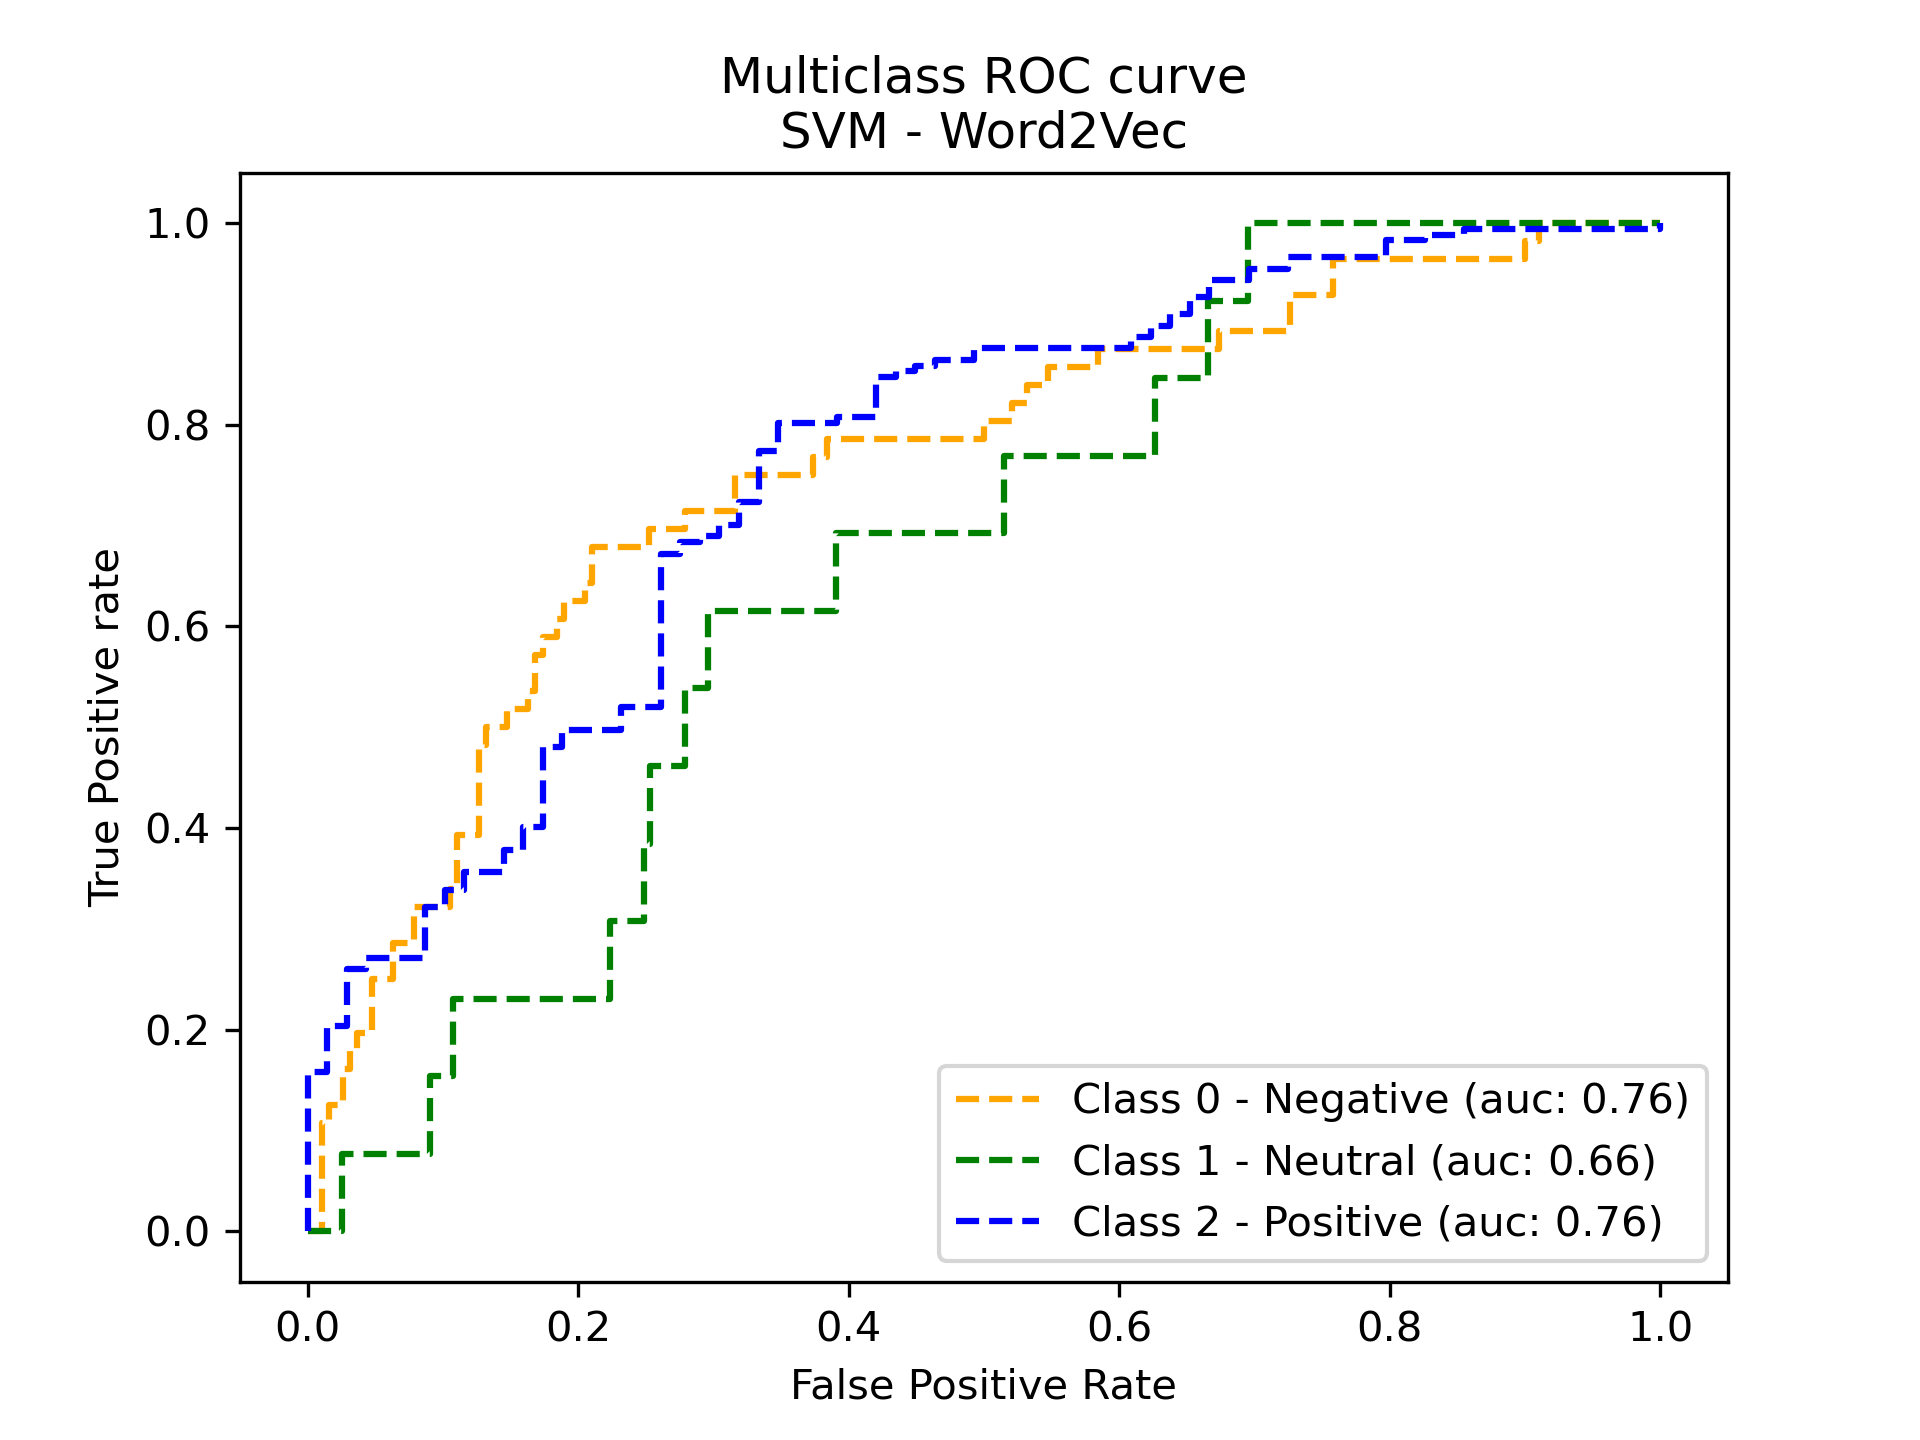 Multiclass ROC curve
SVM - Word2Vec
True Positive rate
1.0
0.8
0.6
0.4
0.2
0.0
Class 0 - Negative (auc: 0.76)
Class 1 - Neutral (auc: 0.66)
Class 2 - Positive (auc: 0.76)
0.0 0.2 0.4 0.6 0.8 1.0
False Positive Rate